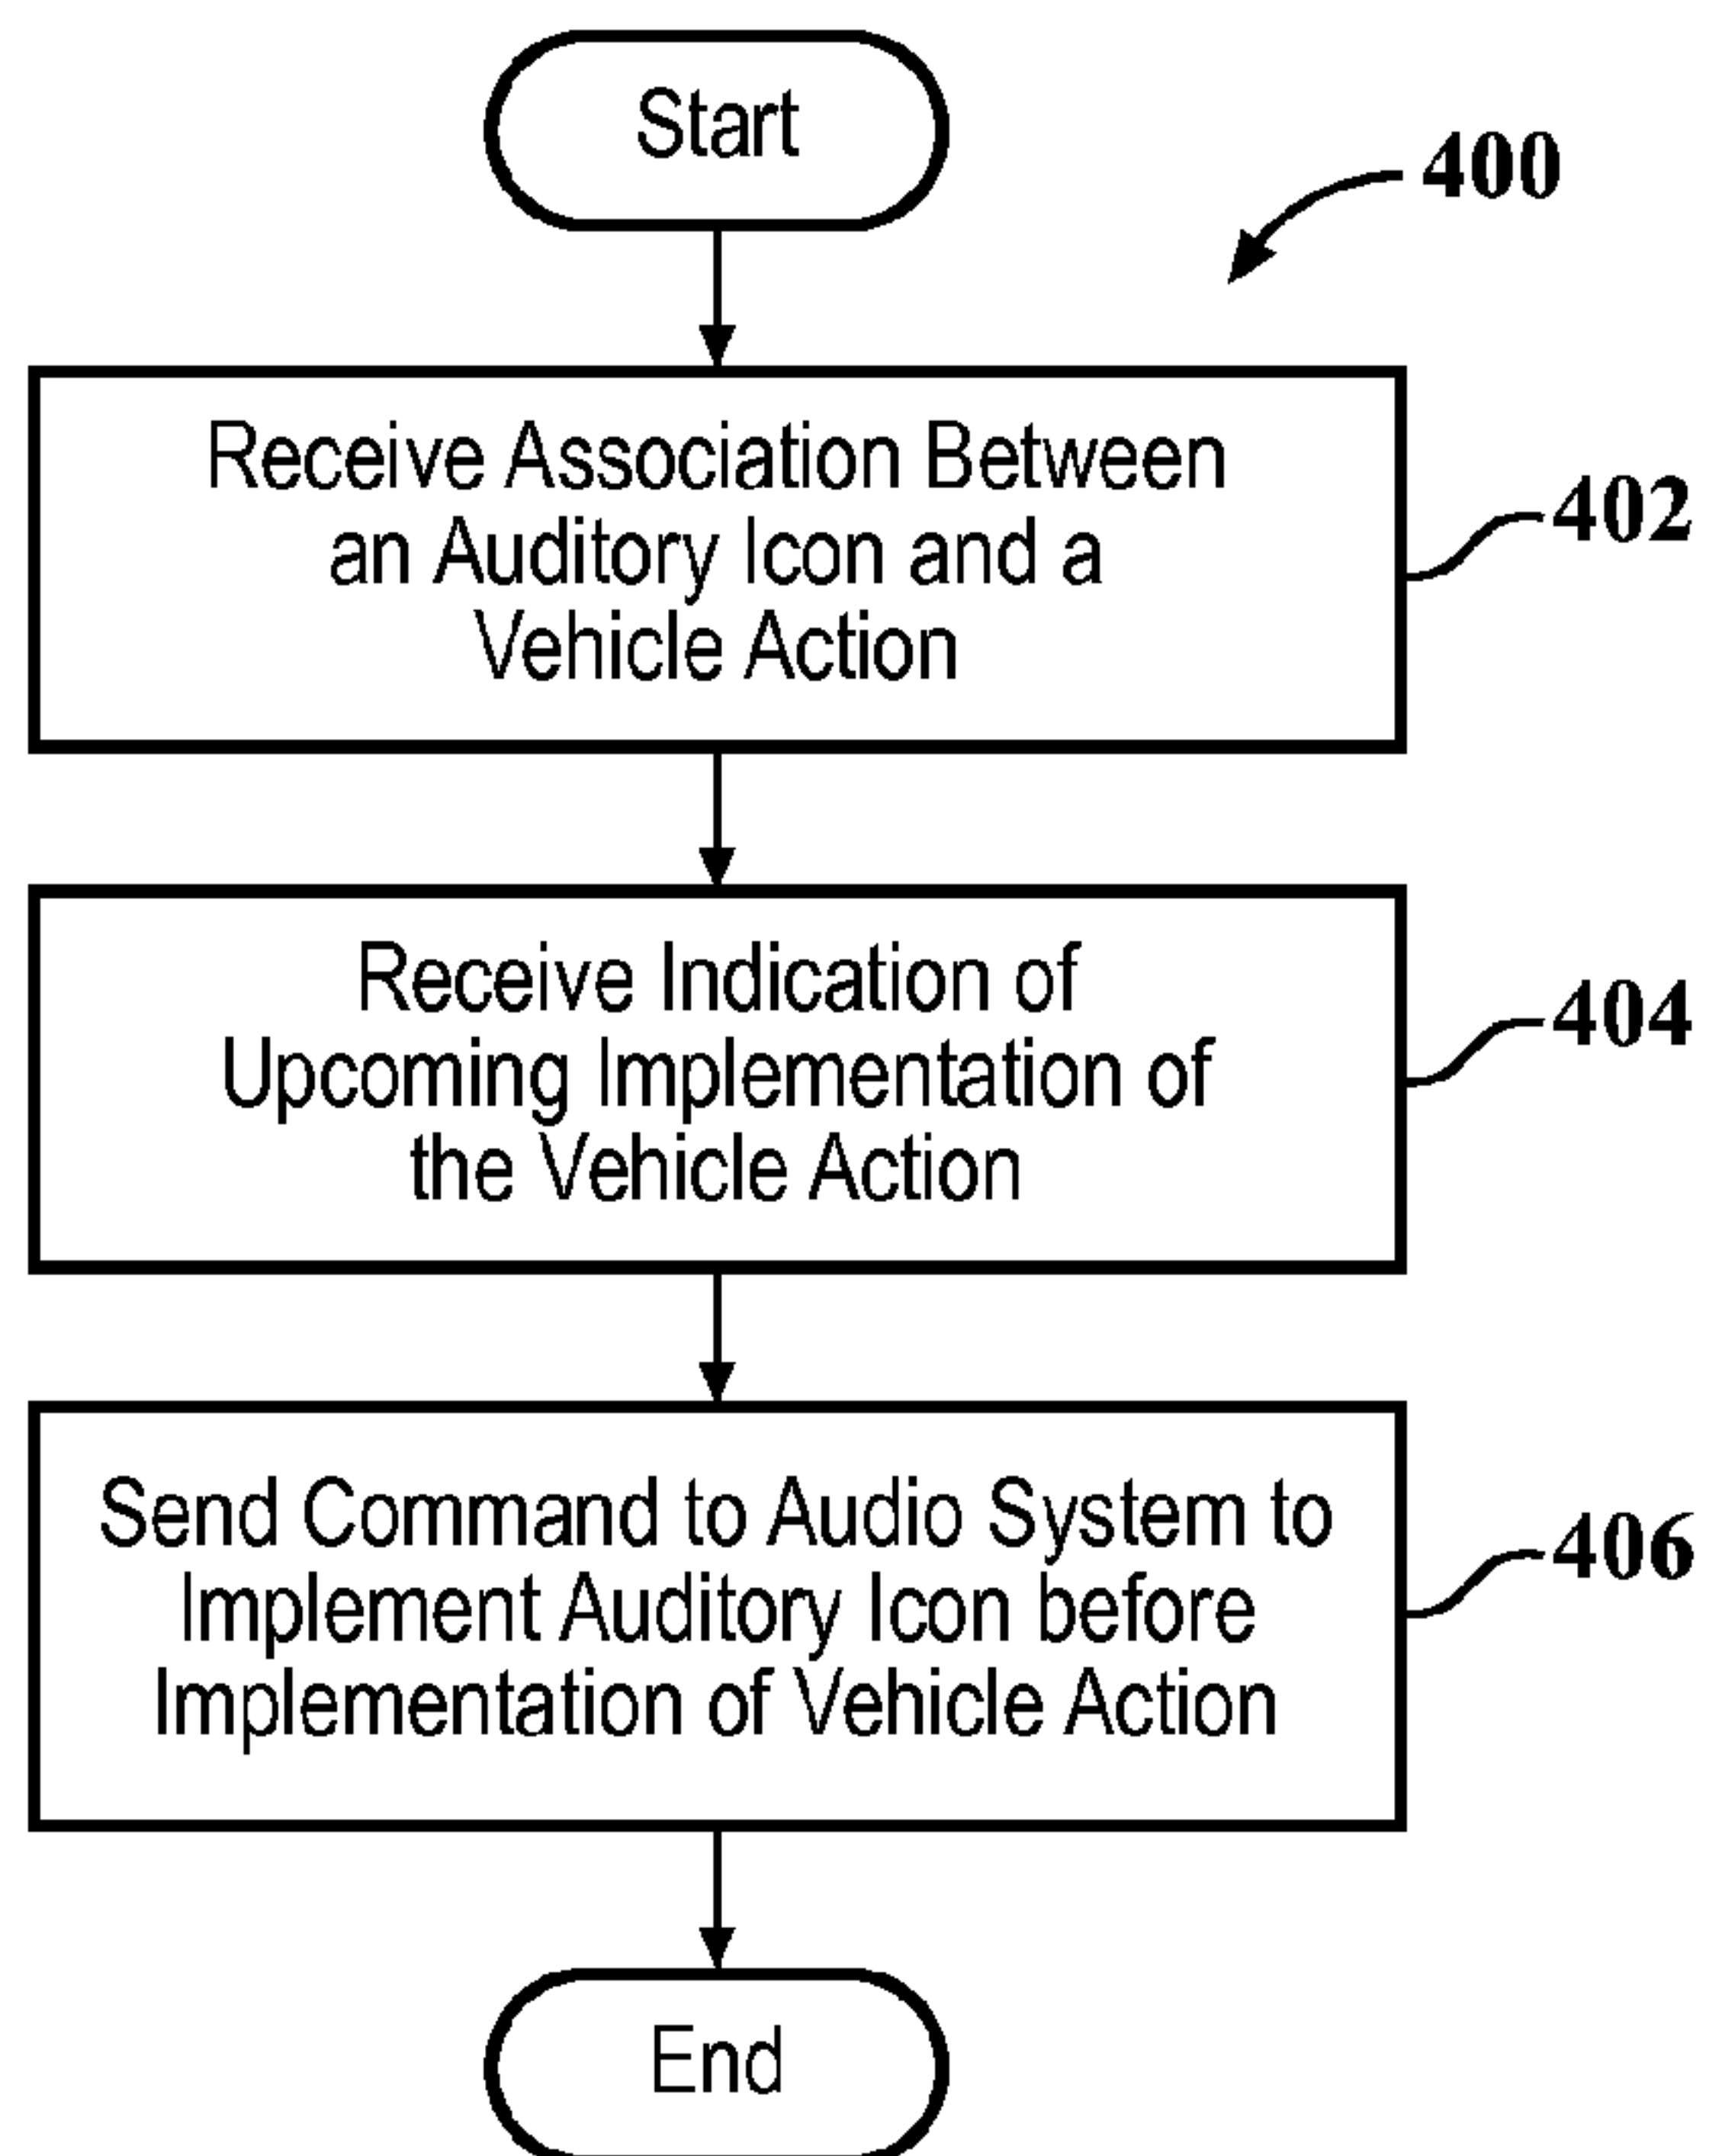 Start
400
Receive Association Between
an Auditory Icon and a
Vehicle Action
402
Receive Indication of
Upcoming Implementation of
the Vehicle Action
404
Send Command to Audio System to
Implement Auditory Icon before
Implementation of Vehicle Action
406
End